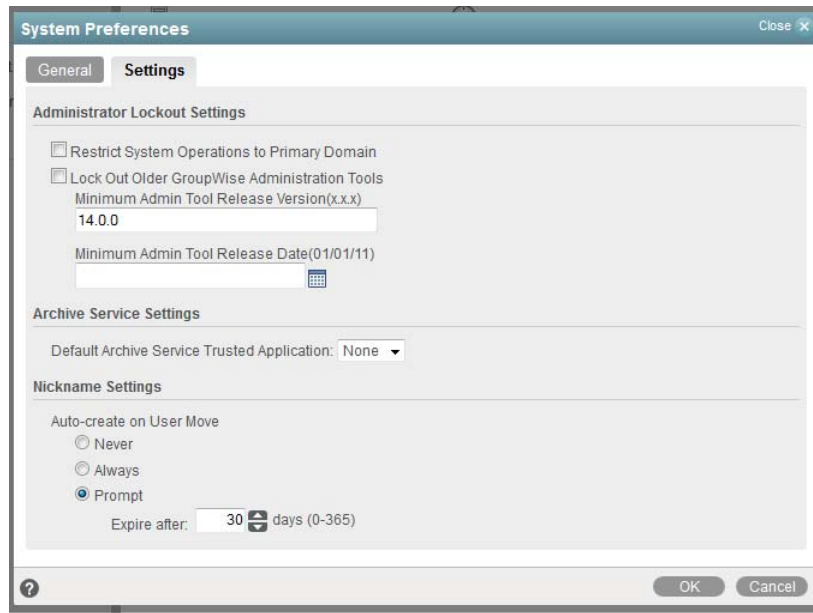 System Preferences
Close
General
Settings
Administrator Lockout Settings
Restrict System Operations to Primary Domain
Lock Out Older GroupWise Administration Tools
Minimum Admin Tool Release Version(x.x.x)
14.0.0
Minimum Admin Tool Release Date(01/01/11)
Archive Service Settings
Default Archive Service Trusted Application: None
Nickname Settings
Auto-create on User Move
Never
Always
Prompt
Expire after: 30 days (0-365)
? OK Cancel